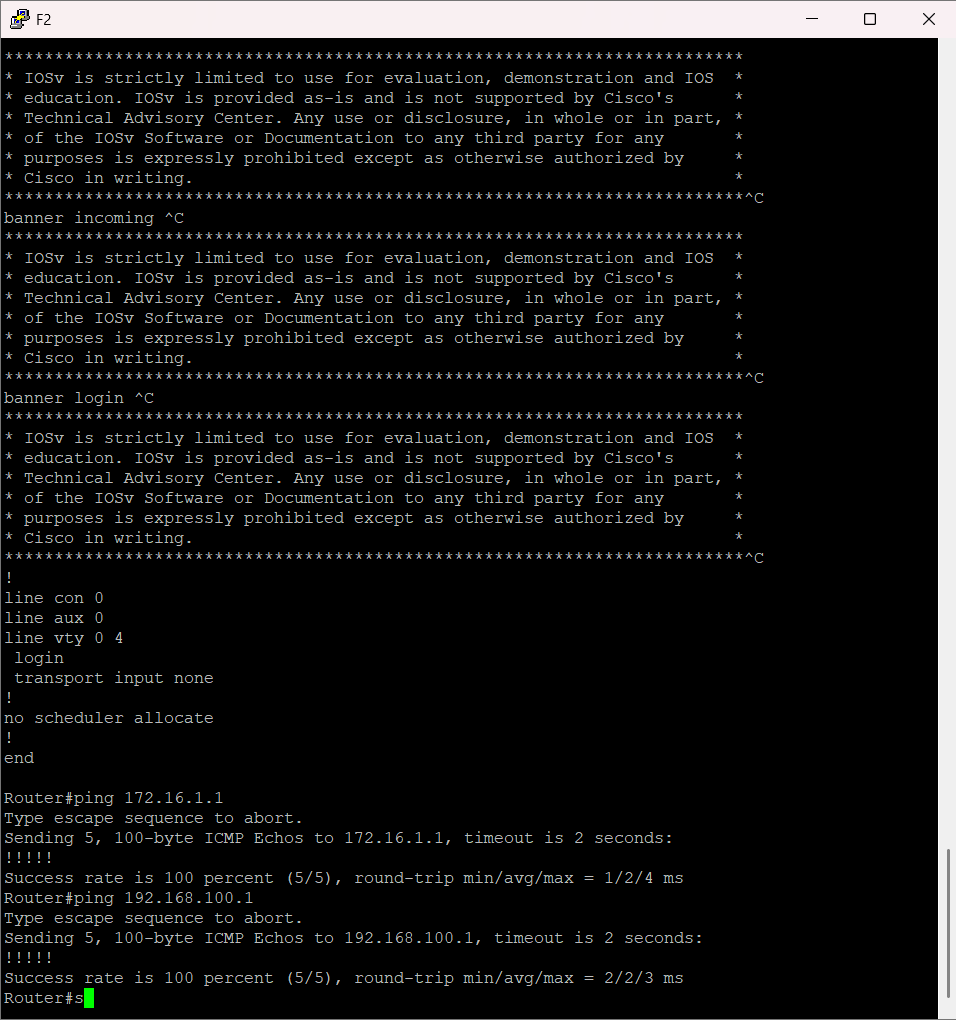 F2
**************************************************************************
* IOSv is strictly limited to use for evaluation, demonstration and IOS  *
* education. IOSv is provided as-is and is not supported by Cisco's      *
* Technical Advisory Center. Any use or disclosure, in whole or in part, *
* of the IOSv Software or Documentation to any third party for any       *
* purposes is expressly prohibited except as otherwise authorized by     *
* Cisco in writing.                                                      *
**************************************************************************^C
banner incoming ^C
**************************************************************************
* IOSv is strictly limited to use for evaluation, demonstration and IOS  *
* education. IOSv is provided as-is and is not supported by Cisco's      *
* Technical Advisory Center. Any use or disclosure, in whole or in part, *
* of the IOSv Software or Documentation to any third party for any       *
* purposes is expressly prohibited except as otherwise authorized by     *
* Cisco in writing.                                                      *
**************************************************************************^C
banner login ^C
**************************************************************************
* IOSv is strictly limited to use for evaluation, demonstration and IOS  *
* education. IOSv is provided as-is and is not supported by Cisco's      *
* Technical Advisory Center. Any use or disclosure, in whole or in part, *
* of the IOSv Software or Documentation to any third party for any       *
* purposes is expressly prohibited except as otherwise authorized by     *
* Cisco in writing.                                                      *
**************************************************************************^C
!
line con 0
line aux 0
line vty 0 4
 login
 transport input none
!
no scheduler allocate
!
end

Router#ping 172.16.1.1
Type escape sequence to abort.
Sending 5, 100-byte ICMP Echos to 172.16.1.1, timeout is 2 seconds:
!!!!!
Success rate is 100 percent (5/5), round-trip min/avg/max = 1/2/4 ms
Router#ping 192.168.100.1
Type escape sequence to abort.
Sending 5, 100-byte ICMP Echos to 192.168.100.1, timeout is 2 seconds:
!!!!!
Success rate is 100 percent (5/5), round-trip min/avg/max = 2/2/3 ms
Router#s